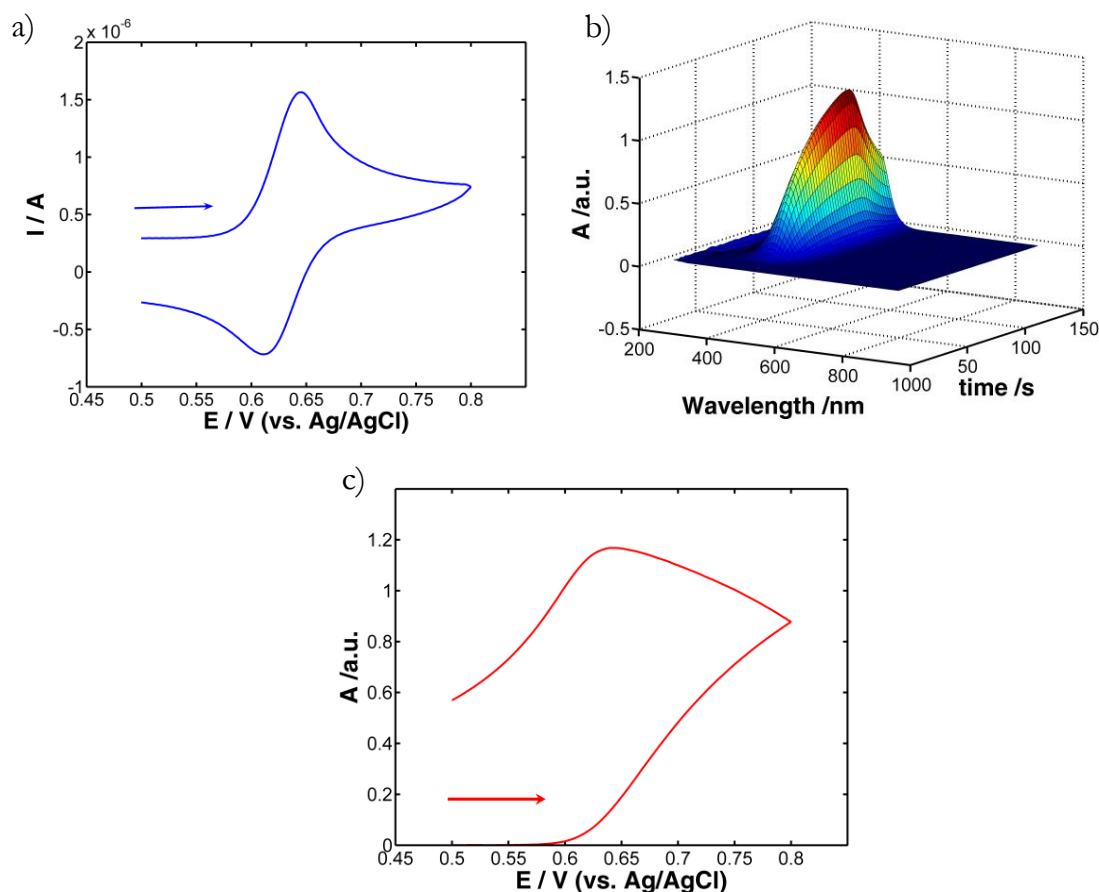 a)
2 x 10⁻⁶
1.5
1
0.5
0
-0.5
-1
I / A
0.45 0.5 0.55 0.6 0.65 0.7 0.75 0.8
E / V (vs. Ag/AgCl)
b)
1.5
1
0.5
0
-0.5
A /a.u.
200 400 600 800 1000
Wavelength /nm
50 100 150
time /s
c)
1.2
1
0.8
0.6
0.4
0.2
0
A /a.u.
0.45 0.5 0.55 0.6 0.65 0.7 0.75 0.8
E / V (vs. Ag/AgCl)